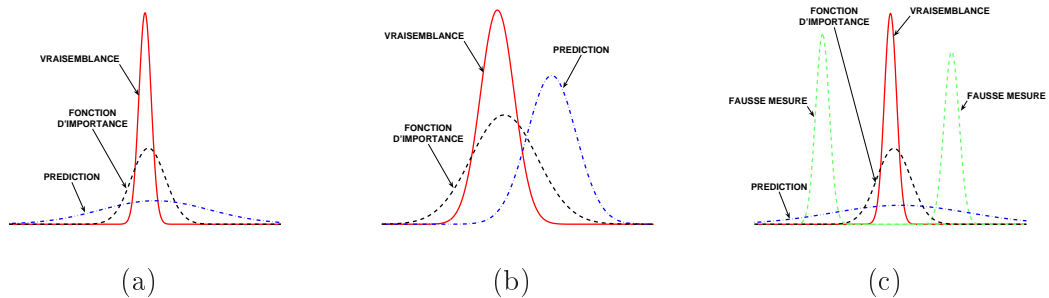 VRAISEMBLANCE
FONCTION
D'IMPORTANCE
PREDICTION
(a)
VRAISEMBLANCE
PREDICTION
FONCTION
D'IMPORTANCE
(b)
FONCTION
D'IMPORTANCE
VRAISEMBLANCE
FAUSSE MESURE
FAUSSE MESURE
PREDICTION
(c)